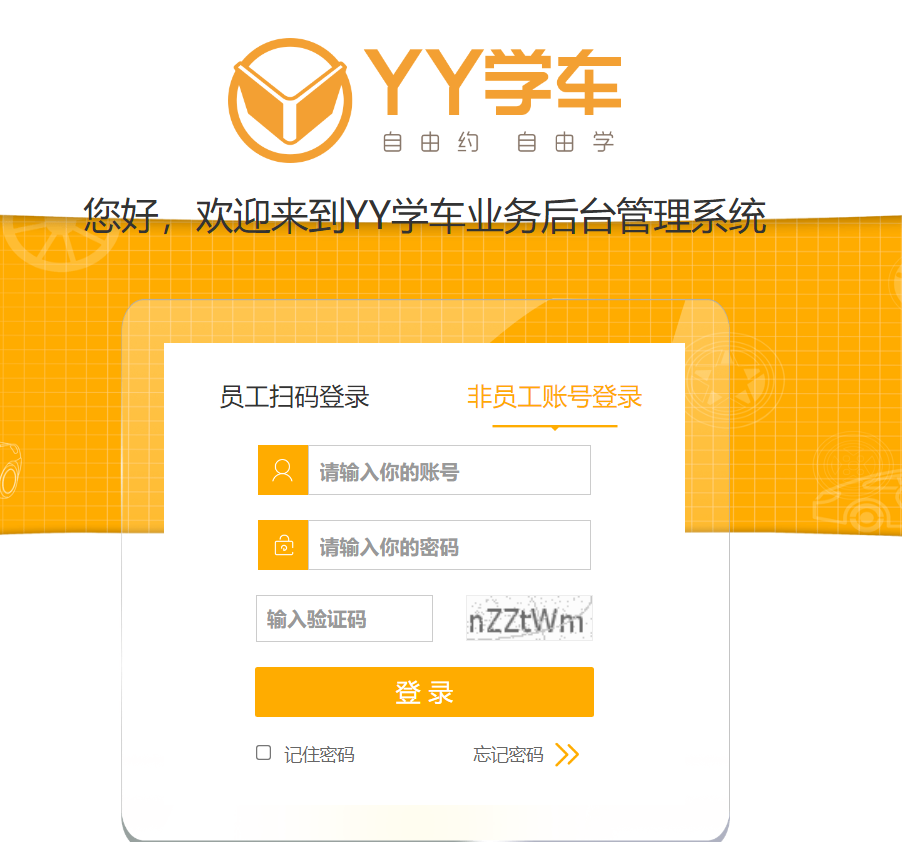 YY学车
自由约 自由学
您好，欢迎来到YY学车业务后台管理系统
员工扫码登录 非员工账号登录
请输入你的账号
请输入你的密码
输入验证码 nZZtWm
登 录
记住密码 忘记密码